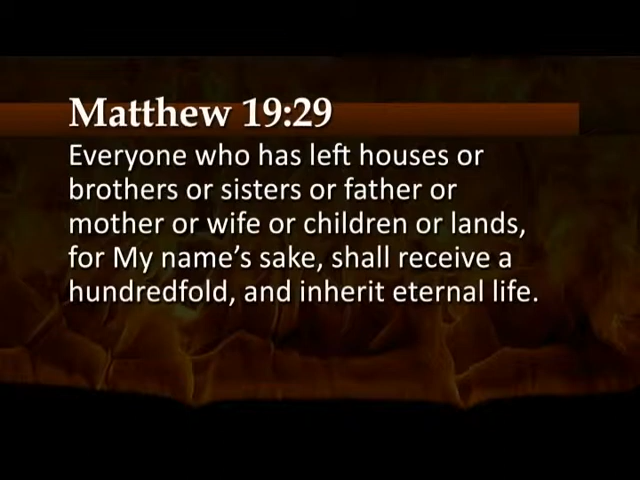 Matthew 19:29
Everyone who has left houses or
brothers or sisters or father or
mother or wife or children or lands,
for My name’s sake, shall receive a
hundredfold, and inherit eternal life.